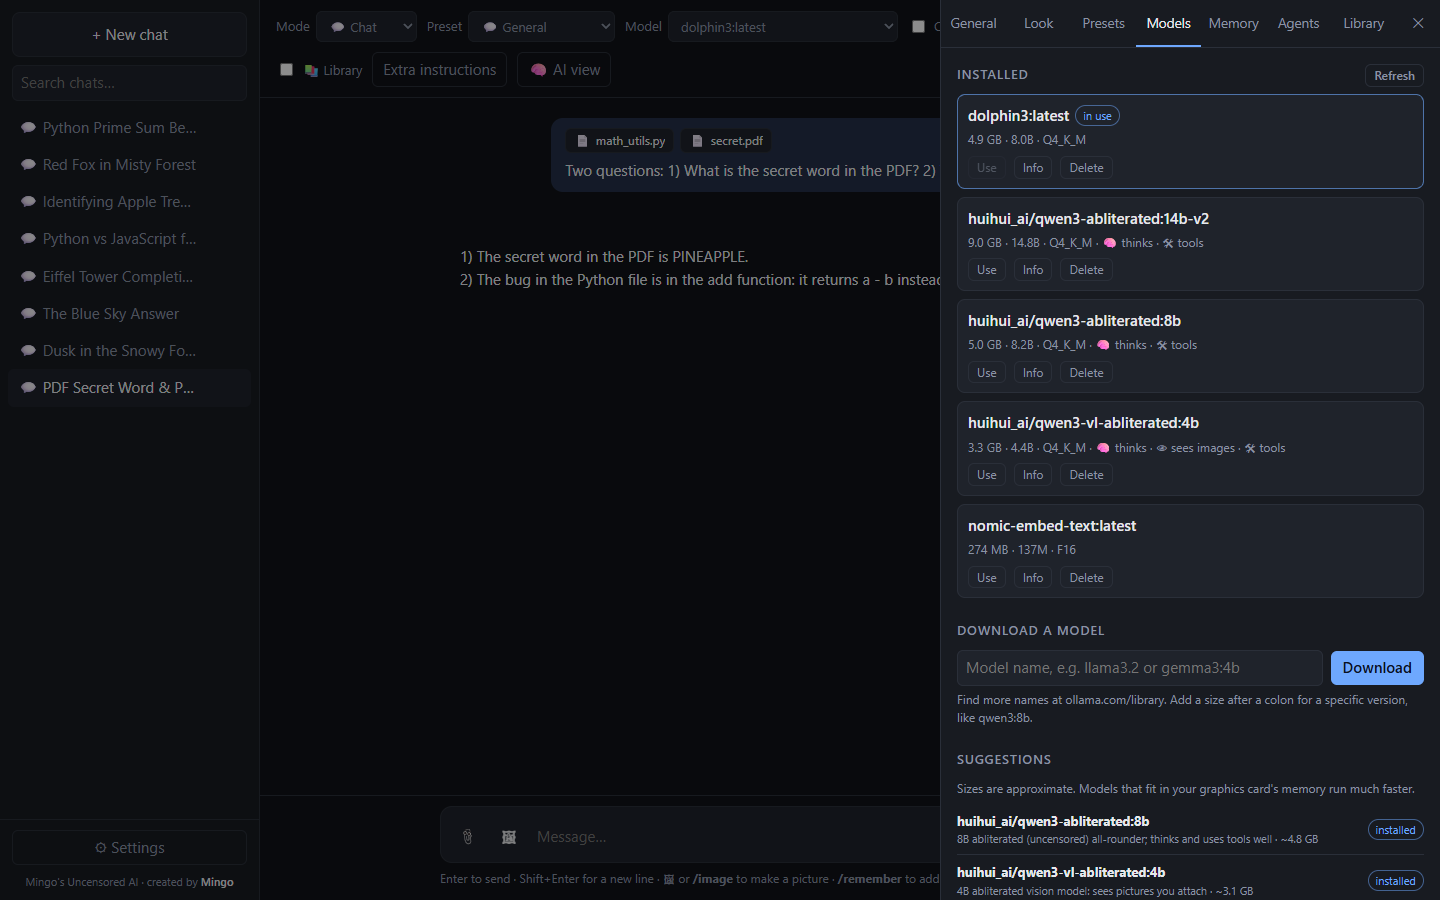 + New chat
Search chats...
Python Prime Sum Be...
Red Fox in Misty Forest
Identifying Apple Tre...
Python vs JavaScript f...
Eiffel Tower Completi...
The Blue Sky Answer
Dusk in the Snowy Fo...
PDF Secret Word & P...
Settings
Mingo's Uncensored AI · created by Mingo
Mode Chat Preset General Model dolphin3:latest
Library Extra instructions AI view
math_utils.py secret.pdf
Two questions: 1) What is the secret word in the PDF? 2)
1) The secret word in the PDF is PINEAPPLE.
2) The bug in the Python file is in the add function: it returns a - b instead
Message...
Enter to send · Shift+Enter for a new line · or /image to make a picture · /remember to add
General Look Presets Models Memory Agents Library
INSTALLED Refresh
dolphin3:latest in use
4.9 GB · 8.0B · Q4_K_M
Use Info Delete
huihui_ai/qwen3-abliterated:14b-v2
9.0 GB · 14.8B · Q4_K_M · thinks · tools
Use Info Delete
huihui_ai/qwen3-abliterated:8b
5.0 GB · 8.2B · Q4_K_M · thinks · tools
Use Info Delete
huihui_ai/qwen3-vl-abliterated:4b
3.3 GB · 4.4B · Q4_K_M · thinks · sees images · tools
Use Info Delete
nomic-embed-text:latest
274 MB · 137M · F16
Use Info Delete
DOWNLOAD A MODEL
Model name, e.g. llama3.2 or gemma3:4b Download
Find more names at ollama.com/library. Add a size after a colon for a specific version,
like qwen3:8b.
SUGGESTIONS
Sizes are approximate. Models that fit in your graphics card's memory run much faster.
huihui_ai/qwen3-abliterated:8b installed
8B abliterated (uncensored) all-rounder; thinks and uses tools well · ~4.8 GB
huihui_ai/qwen3-vl-abliterated:4b installed
4B abliterated vision model: sees pictures you attach · ~3.1 GB